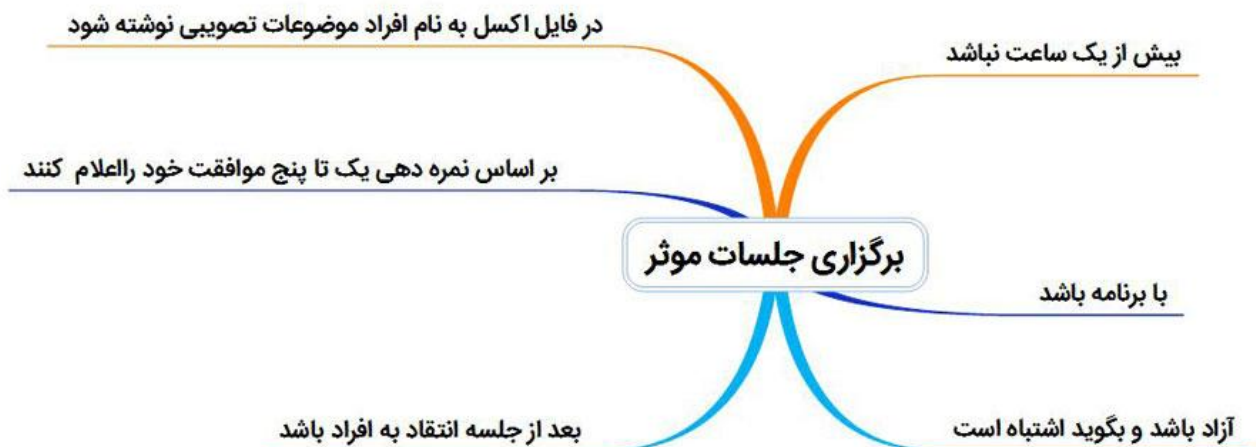 برگزاری جلسات موثر
بیش از یک ساعت نباشد
با برنامه باشد
آزاد باشد و بگوید اشتباه است
در فایل اکسل به نام افراد موضوعات تصویبی نوشته شود
بر اساس نمره دهی یک تا پنج موافقت خود رااعلام کنند
بعد از جلسه انتقاد به افراد باشد